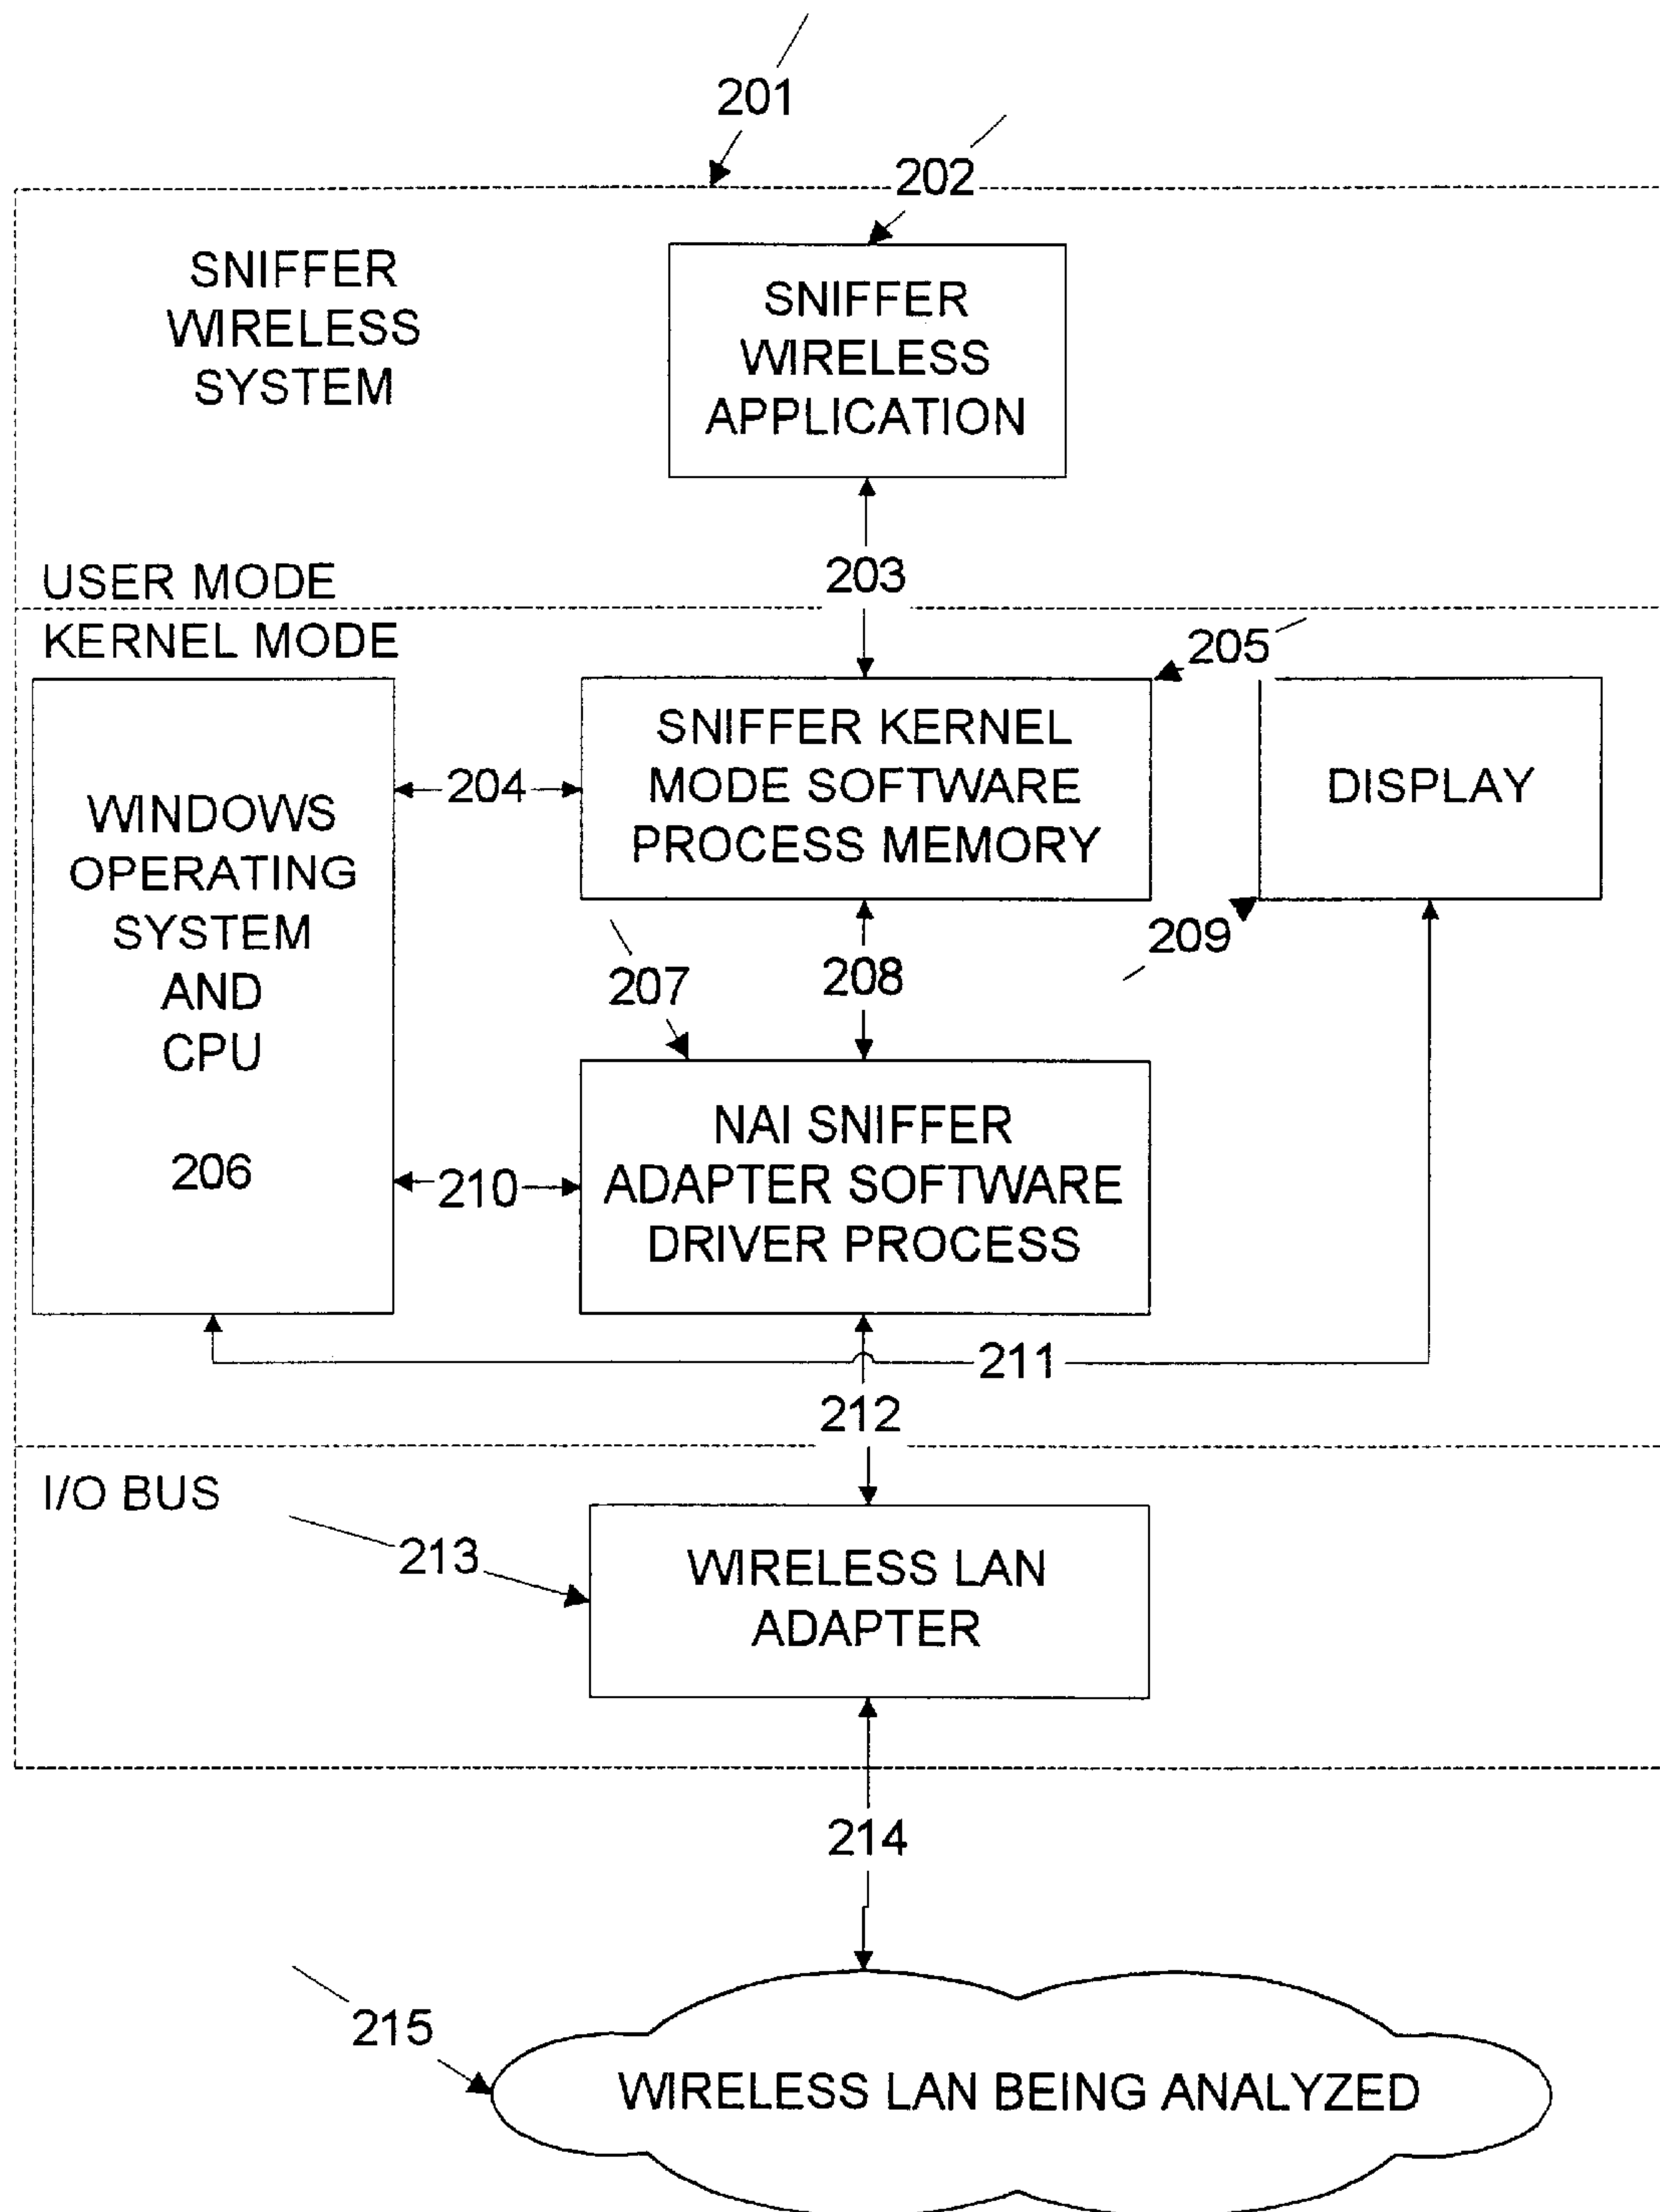 201
202
SNIFFER
WIRELESS
SYSTEM
SNIFFER
WIRELESS
APPLICATION
203
USER MODE
KERNEL MODE
205
WINDOWS
OPERATING
SYSTEM
AND
CPU
206
204
SNIFFER KERNEL
MODE SOFTWARE
PROCESS MEMORY
DISPLAY
209
207
208
NAI SNIFFER
ADAPTER SOFTWARE
DRIVER PROCESS
210
211
212
I/O BUS
213
WIRELESS LAN
ADAPTER
214
215
WIRELESS LAN BEING ANALYZED